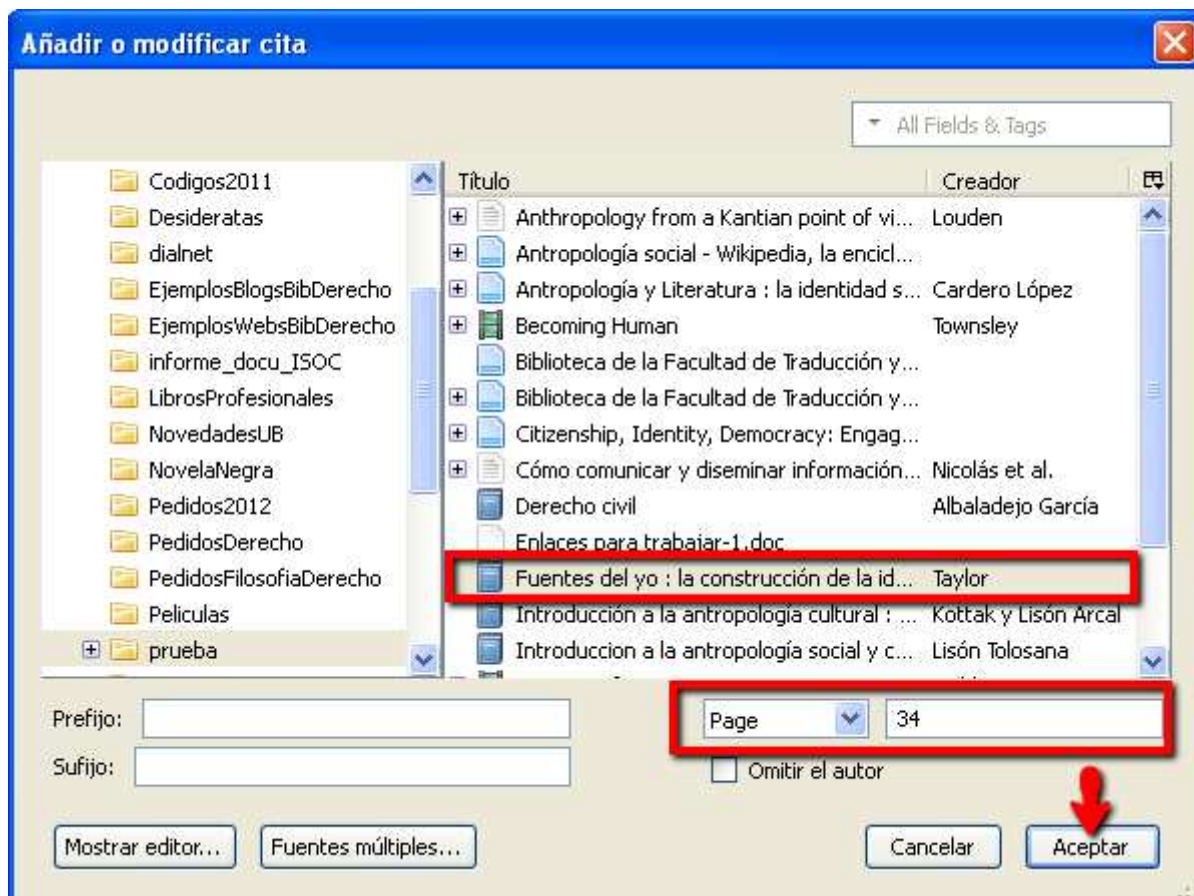 Añadir o modificar cita
All Fields & Tags
Codigos2011
Desideratas
dialnet
EjemplosBlogsBibDerecho
EjemplosWebsBibDerecho
informe_docu_ISOC
LibrosProfesionales
NovedadesUB
NovelaNegra
Pedidos2012
PedidosDerecho
PedidosFilosofiaDerecho
Peliculas
prueba
Título Creador
Anthropology from a Kantian point of vi... Louden
Antropología social - Wikipedia, la encicl...
Antropología y Literatura : la identidad s... Cardero López
Becoming Human Townsley
Biblioteca de la Facultad de Traducción y...
Biblioteca de la Facultad de Traducción y...
Citizenship, Identity, Democracy: Engag...
Cómo comunicar y diseminar información... Nicolás et al.
Derecho civil Albaladejo García
Enlaces para trabajar-1.doc
Fuentes del yo : la construcción de la id... Taylor
Introducción a la antropología cultural : ... Kottak y Lisón Arcal
Introduccion a la antropología social y c... Lisón Tolosana
Prefijo:
Page 34
Sufijo:
Omitir el autor
Mostrar editor... Fuentes múltiples... Cancelar Aceptar